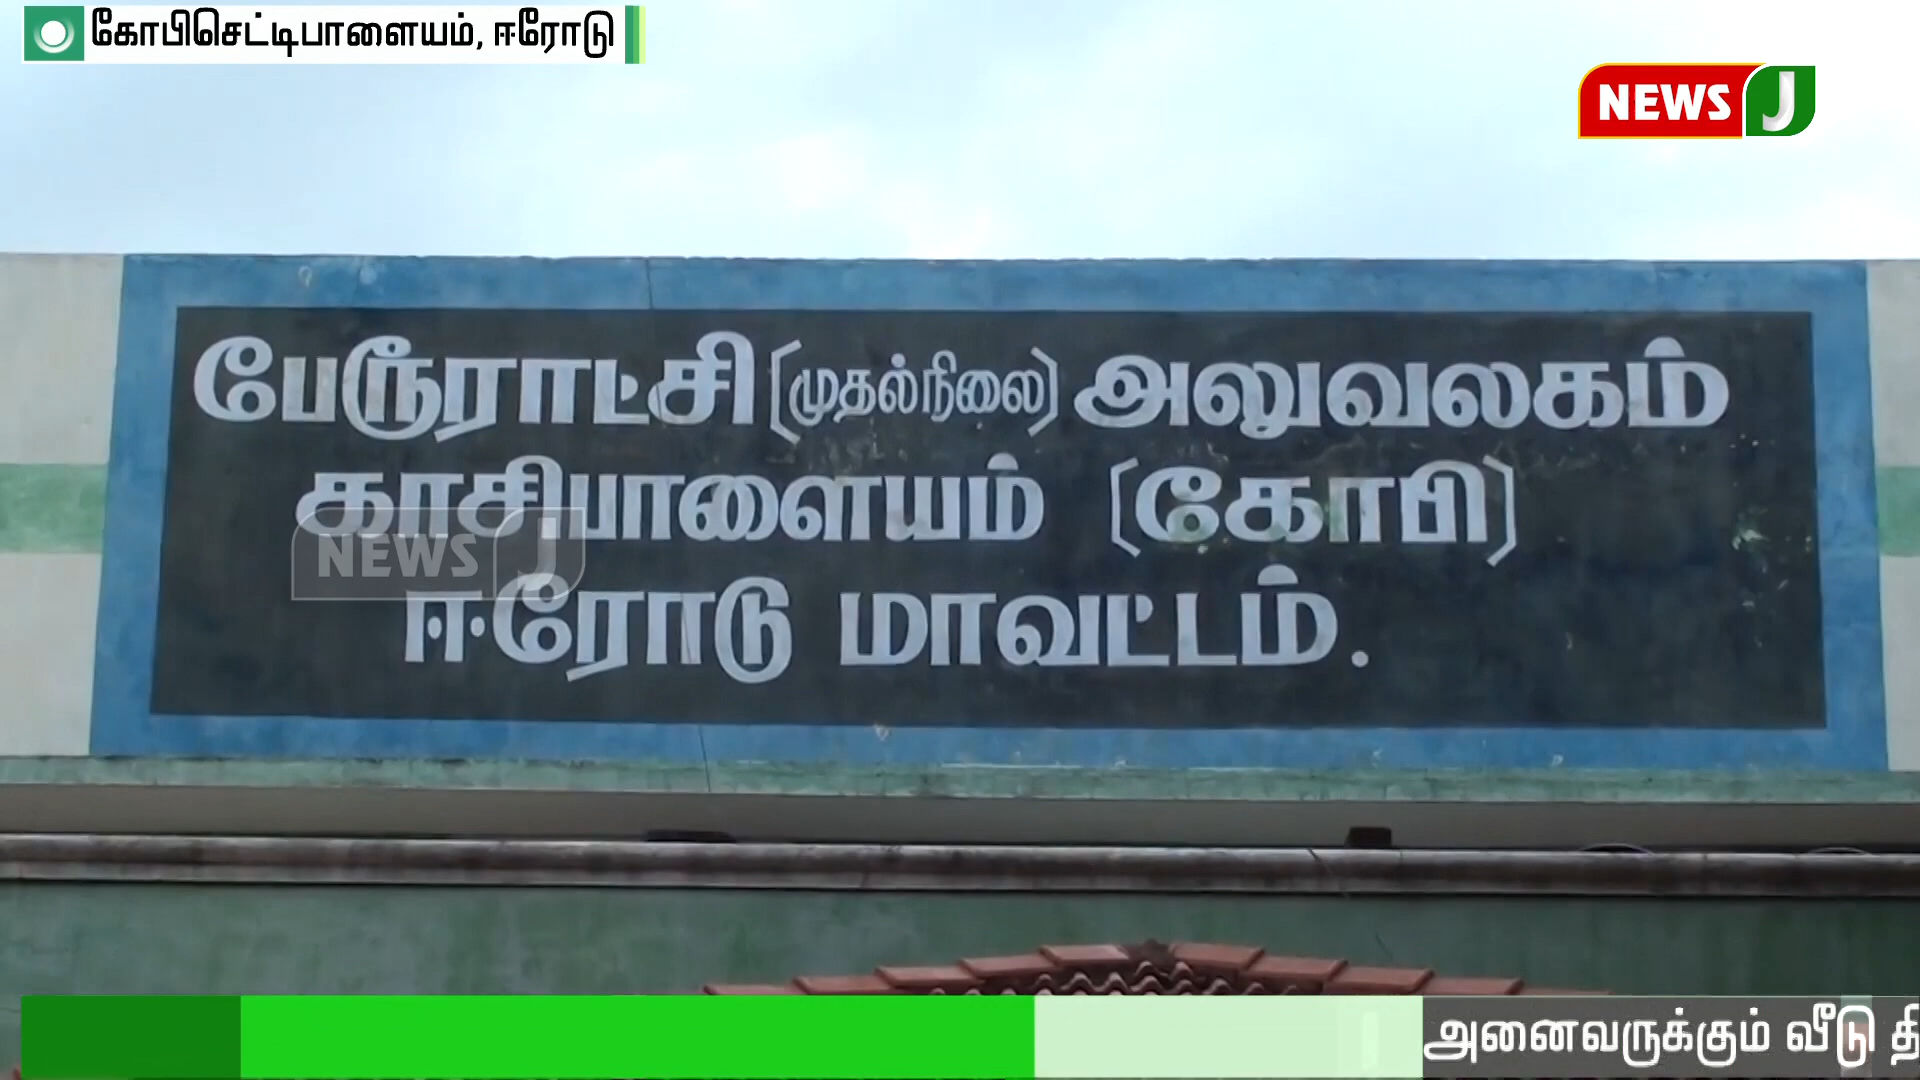 கோபிசெட்டிபாளையம், ஈரோடு
NEWS J
பேரூராட்சி (முதல்நிலை) அலுவலகம்
காசிபாளையம் (கோபி)
NEWS J
ஈரோடு மாவட்டம்.
அனைவருக்கும் வீடு தி